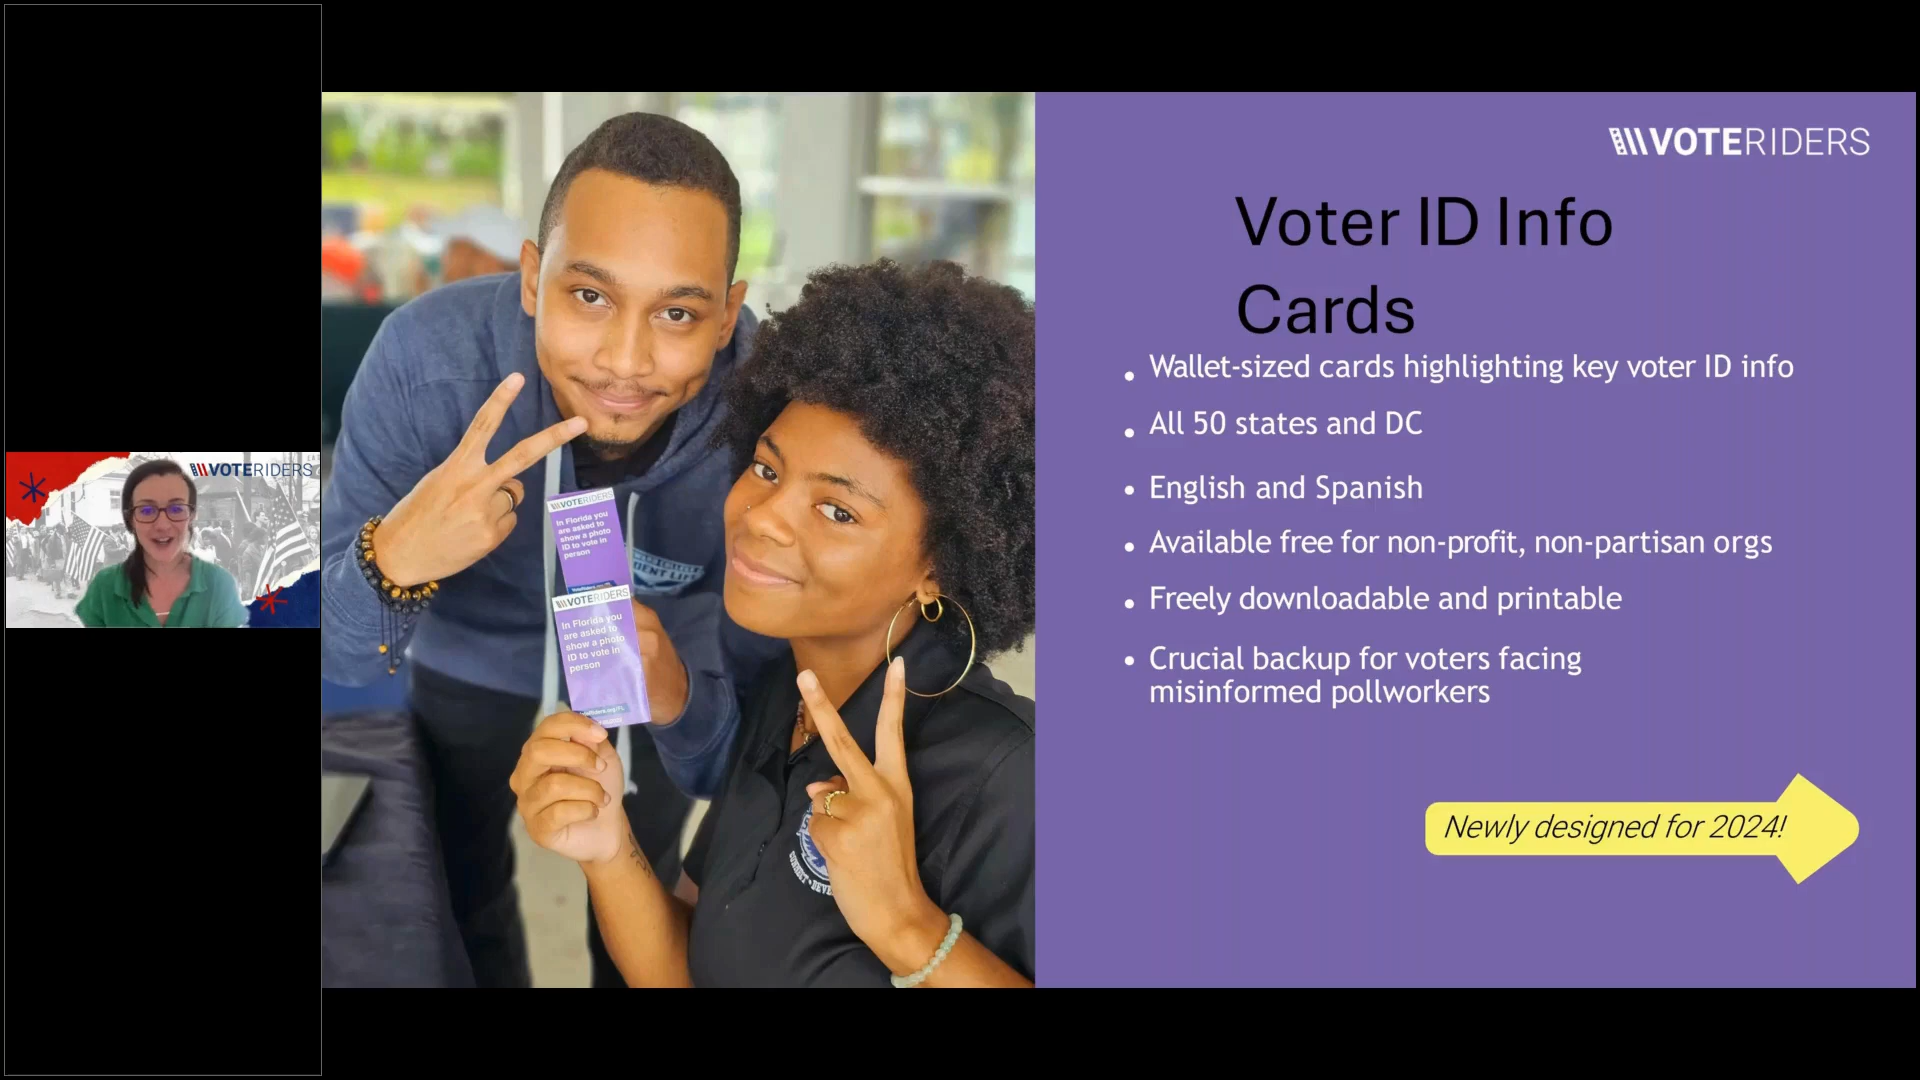 VOTERIDERS
VOTERIDERS
In Florida you
are asked to
show a photo
ID to vote in
person
VOTERIDERS
In Florida you
are asked to
show a photo
ID to vote in
person
DENT LIFE
VOTERIDERS
Voter ID Info
Cards
• Wallet-sized cards highlighting key voter ID info
• All 50 states and DC
• English and Spanish
• Available free for non-profit, non-partisan orgs
• Freely downloadable and printable
• Crucial backup for voters facing
misinformed pollworkers
Newly designed for 2024!